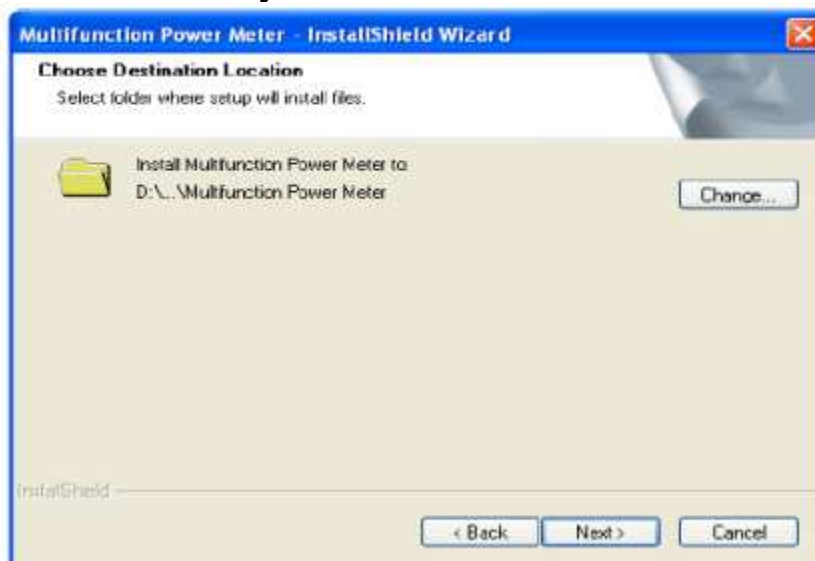 Multifunction Power Meter - InstallShield Wizard
Choose Destination Location
Select folder where setup will install files.
Install Multifunction Power Meter to:
D:\...\Multifunction Power Meter
Change...
InstallShield
< Back
Next >
Cancel